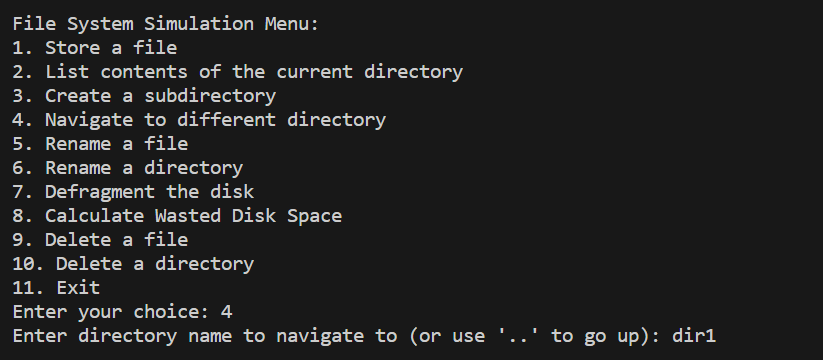 File System Simulation Menu:
1. Store a file
2. List contents of the current directory
3. Create a subdirectory
4. Navigate to different directory
5. Rename a file
6. Rename a directory
7. Defragment the disk
8. Calculate Wasted Disk Space
9. Delete a file
10. Delete a directory
11. Exit
Enter your choice: 4
Enter directory name to navigate to (or use '..' to go up): dir1